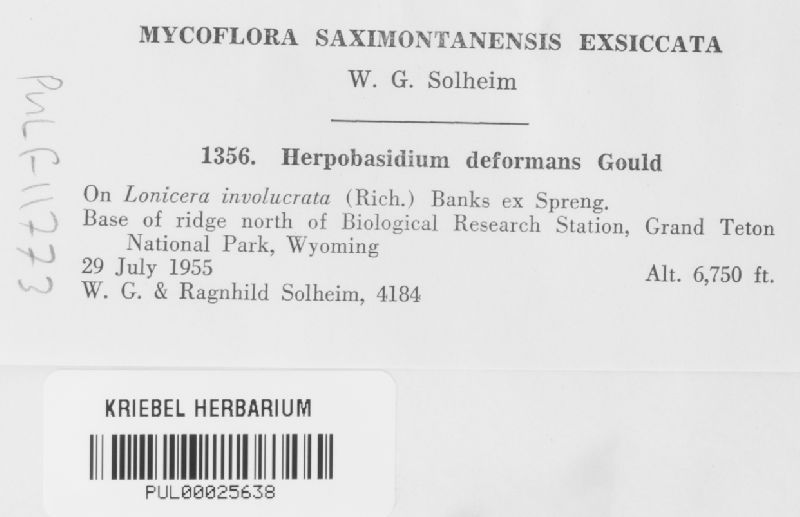 MYCOFLORA SAXIMONTANENSIS EXSICCATA
W. G. Solheim
1356. Herpobasidium deformans Gould
On Lonicera involucrata (Rich.) Banks ex Spreng.
Base of ridge north of Biological Research Station, Grand Teton
National Park, Wyoming
29 July 1955
Alt. 6,750 ft.
W. G. & Ragnhild Solheim, 4184
PUL F-11773
KRIEBEL HERBARIUM
PUL00025638